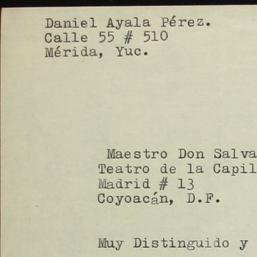 Daniel Ayala Pérez.
Calle 55 # 510
Mérida, Yuc.
Maestro Don Salva
Teatro de la Capil
Madrid # 13
Coyoacán, D.F.
Muy Distinguido y